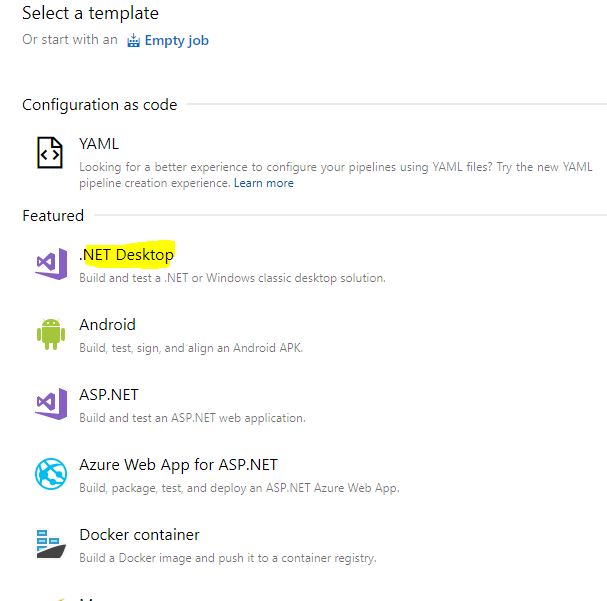 Select a template
Or start with an Empty job
Configuration as code
YAML
Looking for a better experience to configure your pipelines using YAML files? Try the new YAML
pipeline creation experience. Learn more
Featured
.NET Desktop
Build and test a .NET or Windows classic desktop solution.
Android
Build, test, sign, and align an Android APK.
ASP.NET
Build and test an ASP.NET web application.
Azure Web App for ASP.NET
Build, package, test, and deploy an ASP.NET Azure Web App.
Docker container
Build a Docker image and push it to a container registry.